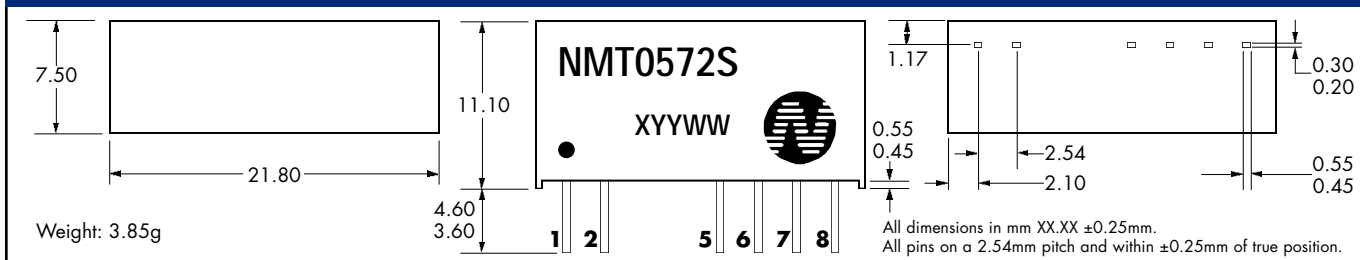 7.50
21.80
Weight: 3.85g
NMT0572S
XYYWW
11.10
4.60
3.60
1 2 5 6 7 8
0.55
0.45
1.17
0.30
0.20
2.54
2.10
0.55
0.45
All dimensions in mm XX.XX ±0.25mm.
All pins on a 2.54mm pitch and within ±0.25mm of true position.